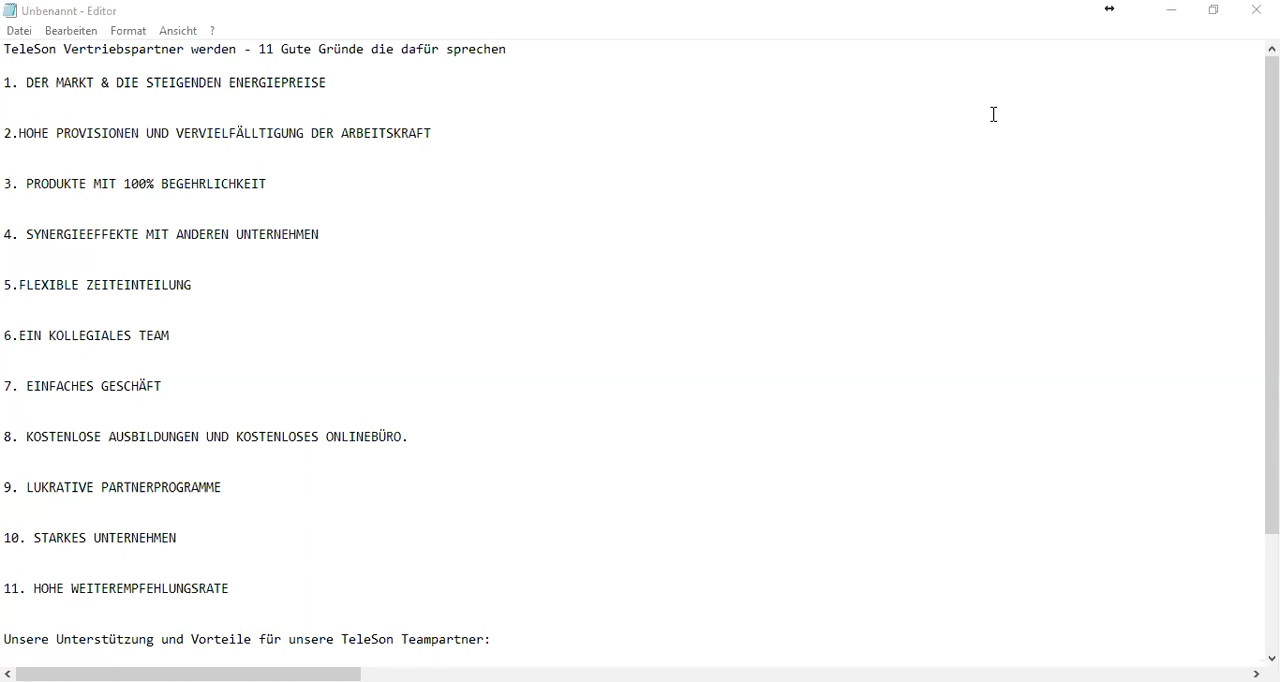 Unbenannt - Editor
Datei Bearbeiten Format Ansicht ?
TeleSon Vertriebspartner werden - 11 Gute Gründe die dafür sprechen
1. DER MARKT & DIE STEIGENDEN ENERGIEPREISE
2.HOHE PROVISIONEN UND VERVIELFÄLLTIGUNG DER ARBEITSKRAFT
3. PRODUKTE MIT 100% BEGEHRLICHKEIT
4. SYNERGIEEFFEKTE MIT ANDEREN UNTERNEHMEN
5.FLEXIBLE ZEITEINTEILUNG
6.EIN KOLLEGIALES TEAM
7. EINFACHES GESCHÄFT
8. KOSTENLOSE AUSBILDUNGEN UND KOSTENLOSES ONLINEBÜRO.
9. LUKRATIVE PARTNERPROGRAMME
10. STARKES UNTERNEHMEN
11. HOHE WEITEREMPFEHLUNGSRATE
Unsere Unterstützung und Vorteile für unsere TeleSon Teampartner: